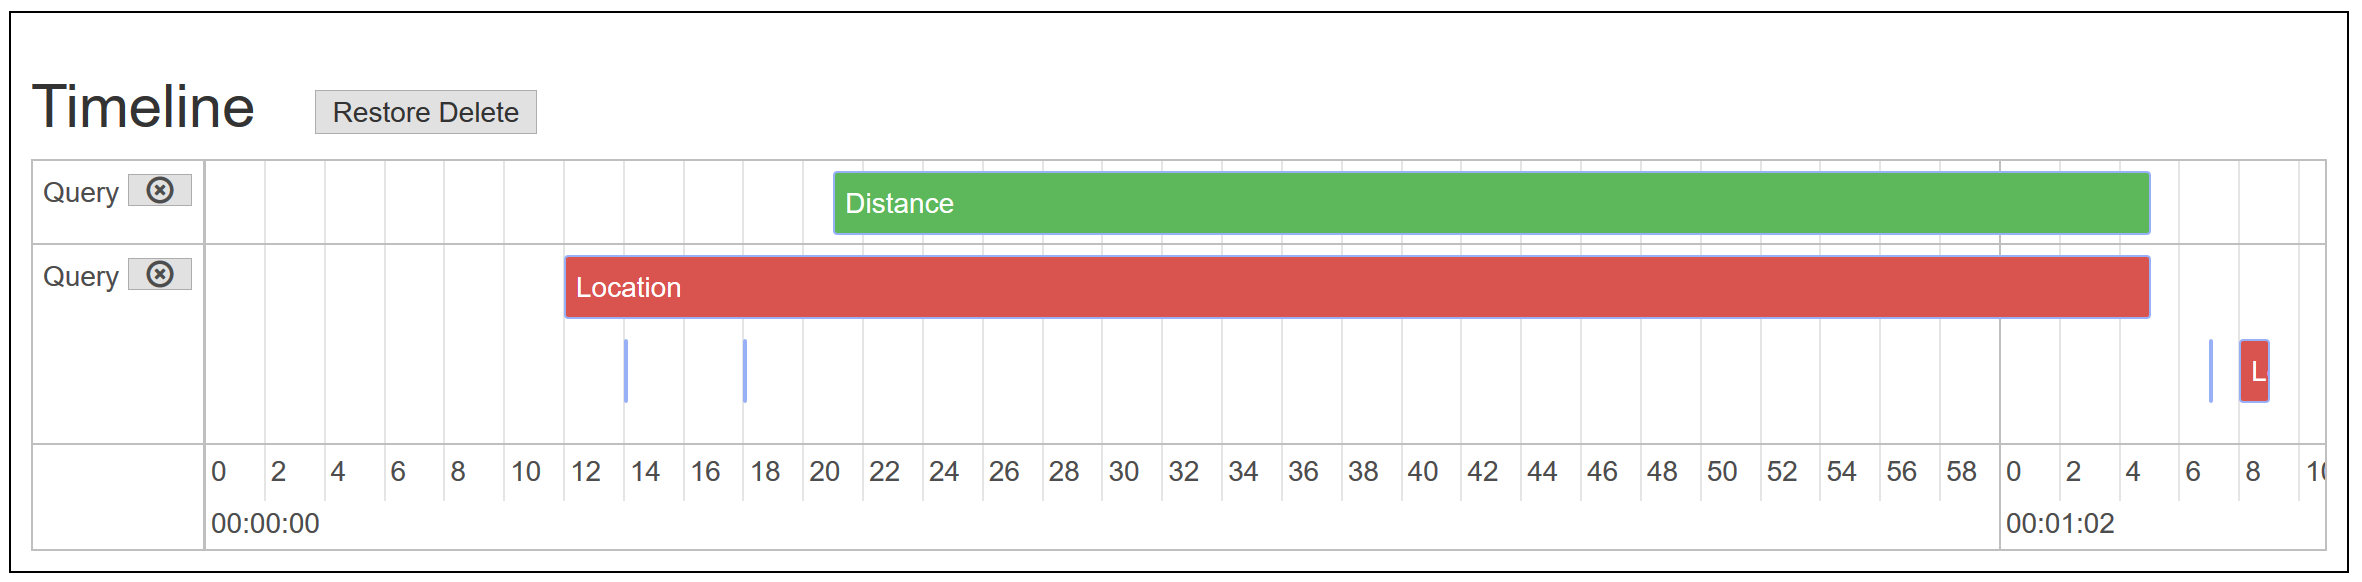 Timeline Restore Delete
Query Distance
Query Location
L
0 2 4 6 8 10 12 14 16 18 20 22 24 26 28 30 32 34 36 38 40 42 44 46 48 50 52 54 56 58 0 2 4 6 8 10
00:00:00 00:01:02